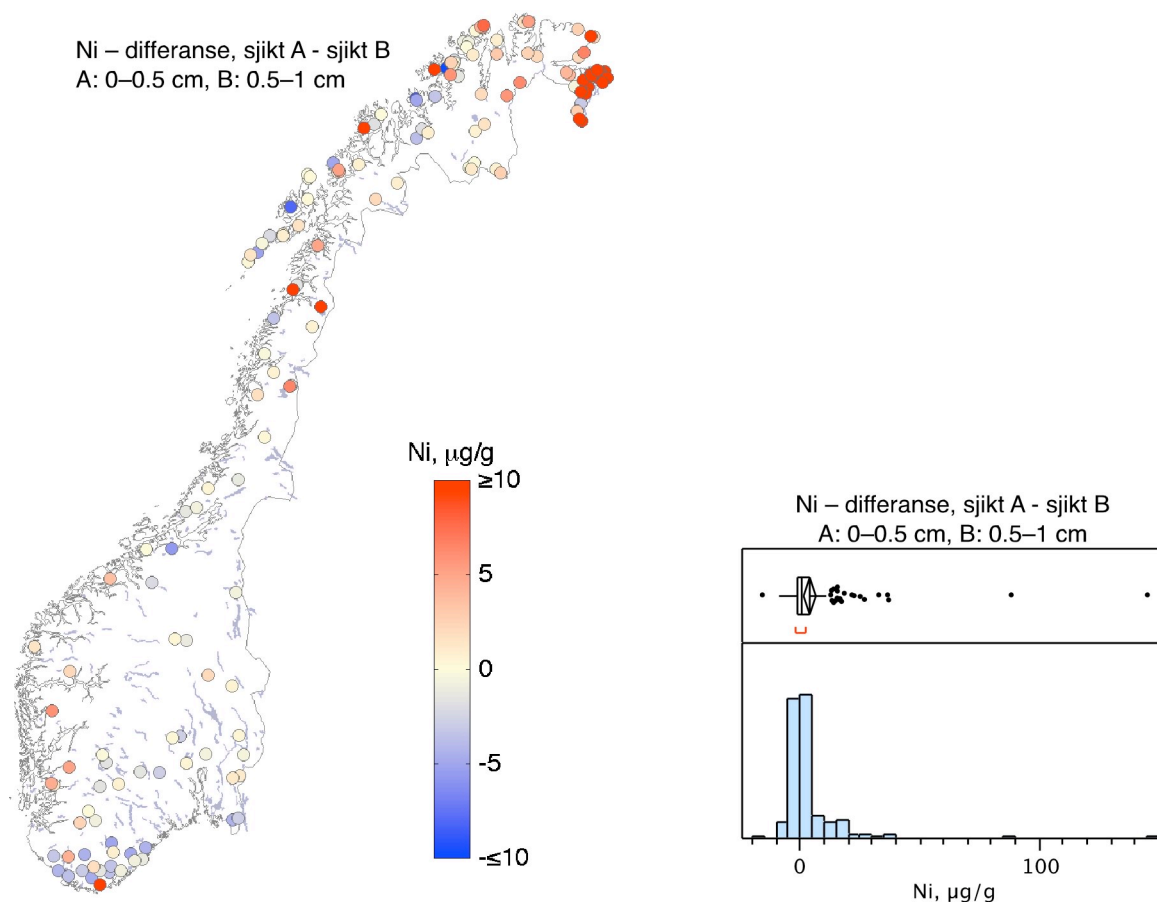 Ni – differanse, sjikt A - sjikt B
A: 0–0.5 cm, B: 0.5–1 cm
Ni, μg/g
≥10
5
0
-5
-≤10
Ni – differanse, sjikt A - sjikt B
A: 0–0.5 cm, B: 0.5–1 cm
0
100
Ni, μg/g